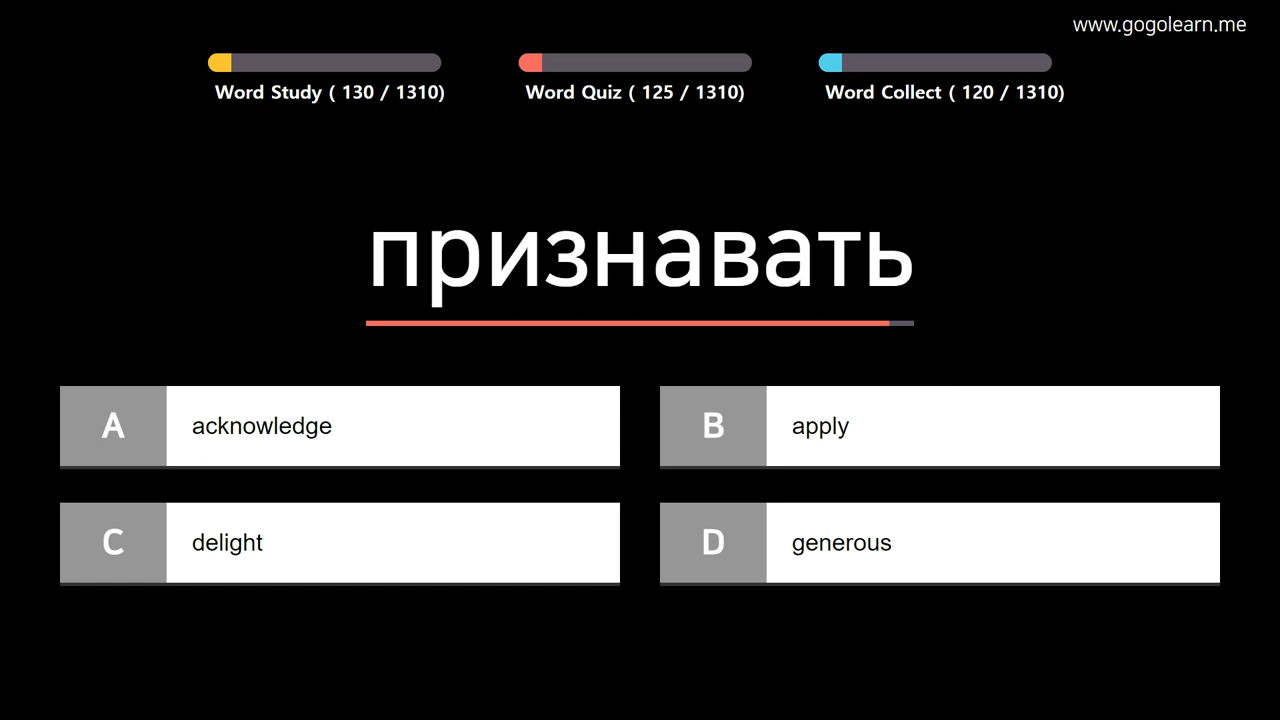 www.gogolearn.me
Word Study ( 130 / 1310)
Word Quiz ( 125 / 1310)
Word Collect ( 120 / 1310)
признавать
A acknowledge
B apply
C delight
D generous